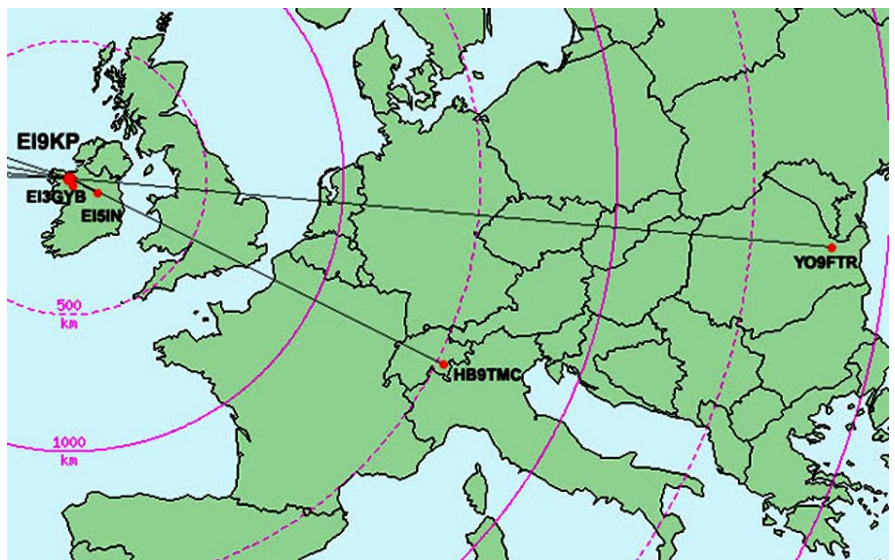 EI9KP
EI3GYB
EI5IN
YO9FTR
500
km
HB9TMC
1000
km